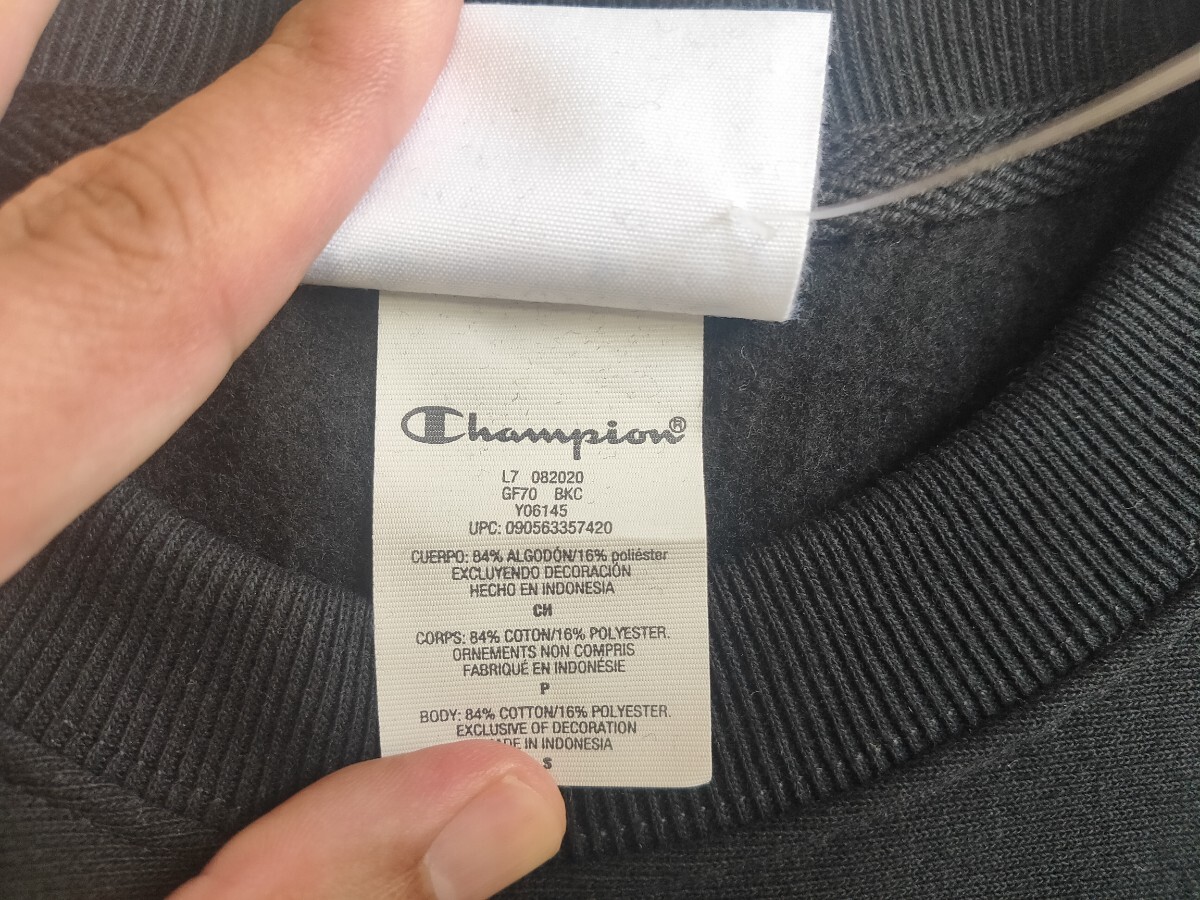 Champion®
L7 082020
GF70 BKC
Y06145
UPC: 090563357420
CUERPO: 84% ALGODÓN/16% poliéster
EXCLUYENDO DECORACIÓN
HECHO EN INDONESIA
CH
CORPS: 84% COTON/16% POLYESTER.
ORNEMENTS NON COMPRIS
FABRIQUÉ EN INDONÉSIE
P
BODY: 84% COTTON/16% POLYESTER.
EXCLUSIVE OF DECORATION
MADE IN INDONESIA
S